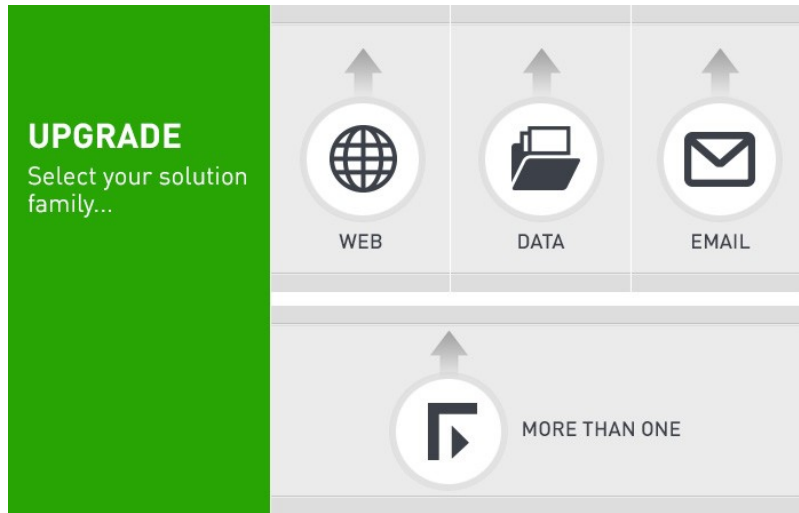 UPGRADE
Select your solution
family...
WEB
DATA
EMAIL
MORE THAN ONE